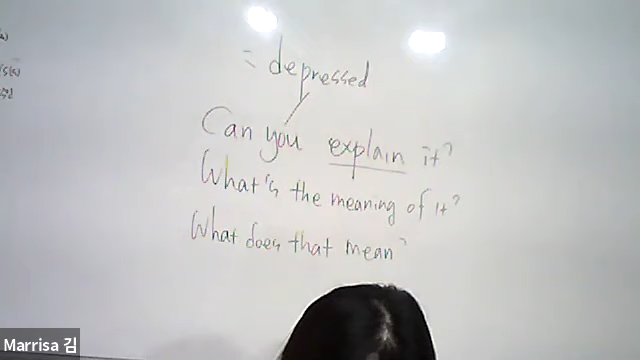 = depressed
Can you explain it?
What's the meaning of it?
What does that mean?
Marrisa 김